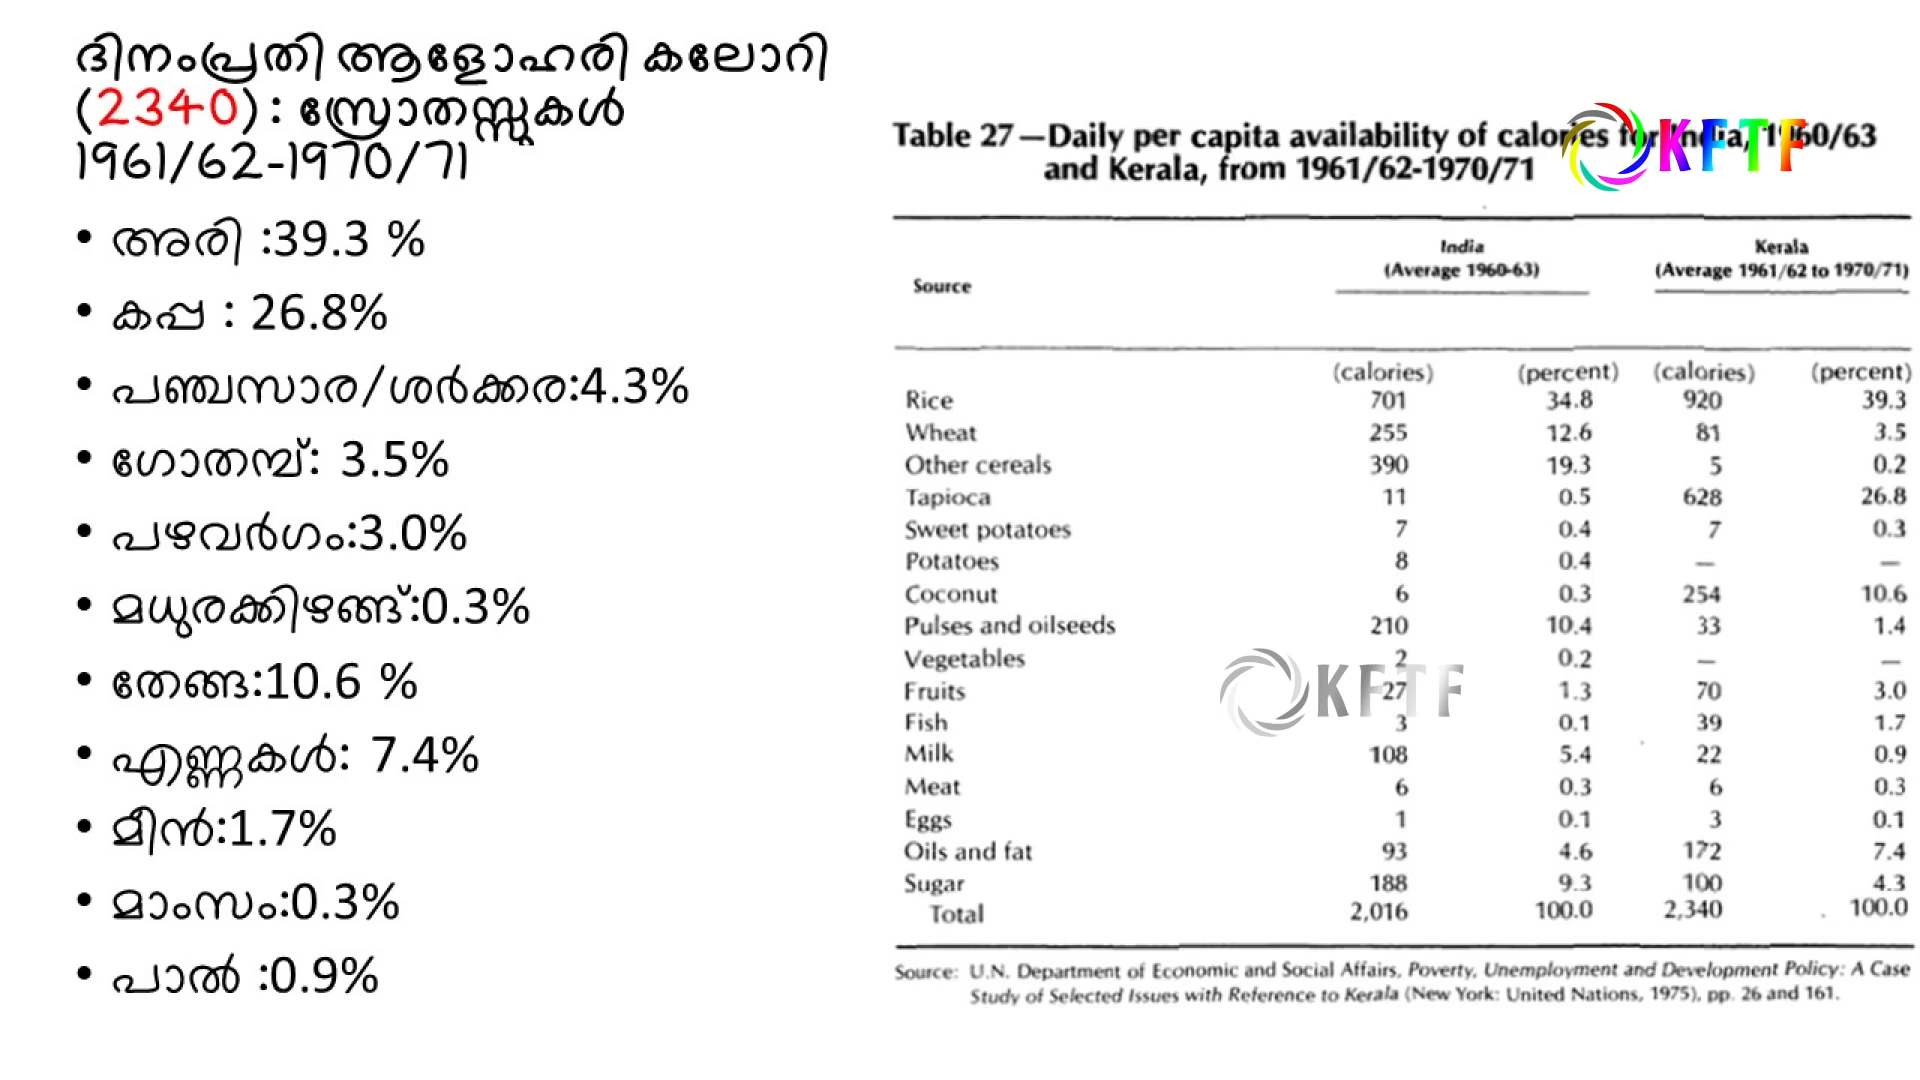 ദിനംപ്രതി ആളോഹരി കലോറി
(2340) : സ്രോതസ്സുകൾ
1961/62-1970/71
• അരി :39.3 %
• കപ്പ : 26.8%
• പഞ്ചസാര/ശർക്കര:4.3%
• ഗോതമ്പ്: 3.5%
• പഴവർഗം:3.0%
• മധുരക്കിഴങ്ങ്:0.3%
• തേങ്ങ:10.6 %
• എണ്ണകൾ: 7.4%
• മീൻ:1.7%
• മാംസം:0.3%
• പാൽ :0.9%
KFTF
Table 27—Daily per capita availability of calories for India, 1960/63
and Kerala, from 1961/62-1970/71
India Kerala
(Average 1960-63) (Average 1961/62 to 1970/71)
Source
(calories) (percent) (calories) (percent)
Rice 701 34.8 920 39.3
Wheat 255 12.6 81 3.5
Other cereals 390 19.3 5 0.2
Tapioca 11 0.5 628 26.8
Sweet potatoes 7 0.4 7 0.3
Potatoes 8 0.4 — —
Coconut 6 0.3 254 10.6
Pulses and oilseeds 210 10.4 33 1.4
Vegetables 2 0.2 — —
KFTF
Fruits 27 1.3 70 3.0
Fish 3 0.1 39 1.7
Milk 108 5.4 22 0.9
Meat 6 0.3 6 0.3
Eggs 1 0.1 3 0.1
Oils and fat 93 4.6 172 7.4
Sugar 188 9.3 100 4.3
Total 2,016 100.0 2,340 100.0
Source: U.N. Department of Economic and Social Affairs, Poverty, Unemployment and Development Policy: A Case
Study of Selected Issues with Reference to Kerala (New York: United Nations, 1975), pp. 26 and 161.